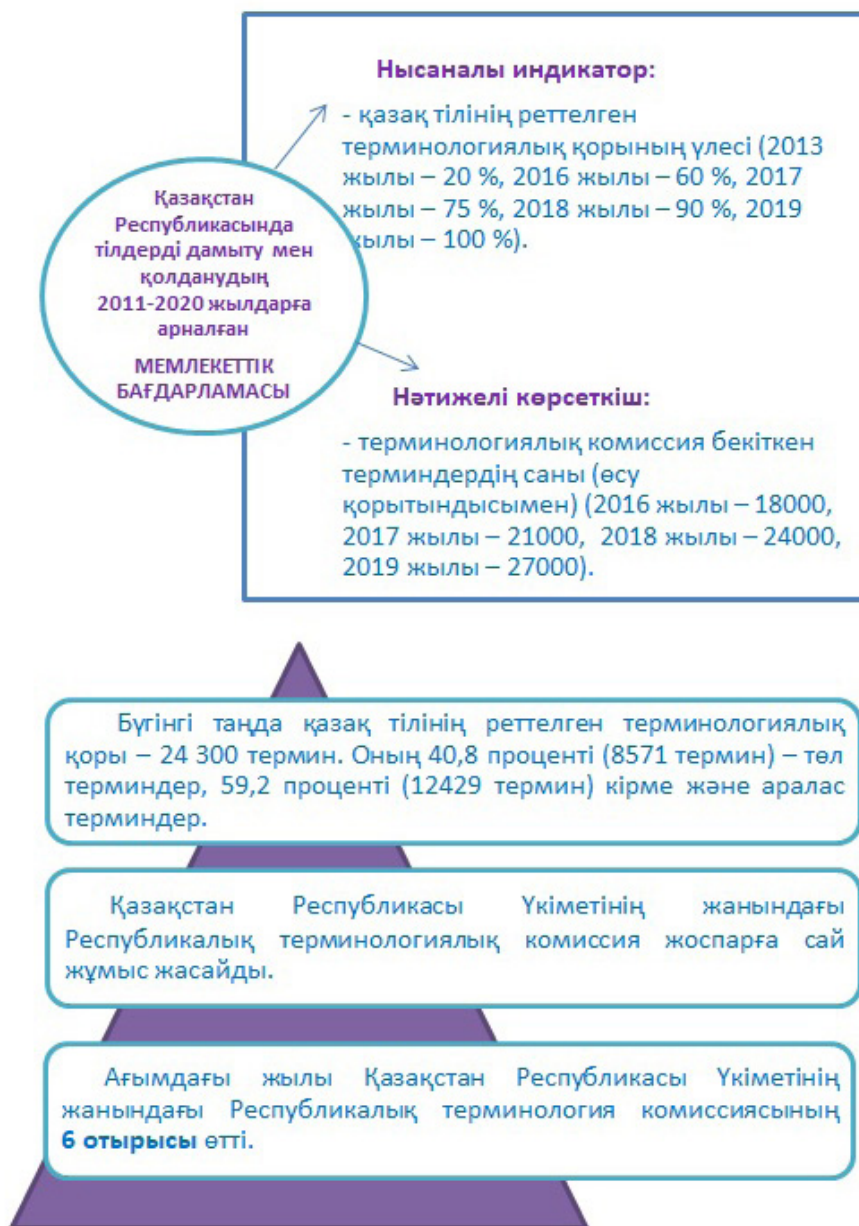 Қазақстан
Республикасында
тілдерді дамыту мен
қолданудың
2011-2020 жылдарға
арналған
МЕМЛЕКЕТТІК
БАҒДАРЛАМАСЫ
Нысаналы индикатор:
- қазақ тілінің реттелген
терминологиялық қорының үлесі (2013
жылы – 20 %, 2016 жылы – 60 %, 2017
жылы – 75 %, 2018 жылы – 90 %, 2019
жылы – 100 %).
Нәтижелі көрсеткіш:
- терминологиялық комиссия бекіткен
терминдердің саны (өсу
қорытындысымен) (2016 жылы – 18000,
2017 жылы – 21000, 2018 жылы – 24000,
2019 жылы – 27000).
Бүгінгі таңда қазақ тілінің реттелген терминологиялық
қоры – 24 300 термин. Оның 40,8 проценті (8571 термин) – төл
терминдер, 59,2 проценті (12429 термин) кірме және аралас
терминдер.
Қазақстан Республикасы Үкіметінің жанындағы
Республикалық терминологиялық комиссия жоспарға сай
жұмыс жасайды.
Ағымдағы жылы Қазақстан Республикасы Үкіметінің
жанындағы Республикалық терминология комиссиясының
6 отырысы өтті.